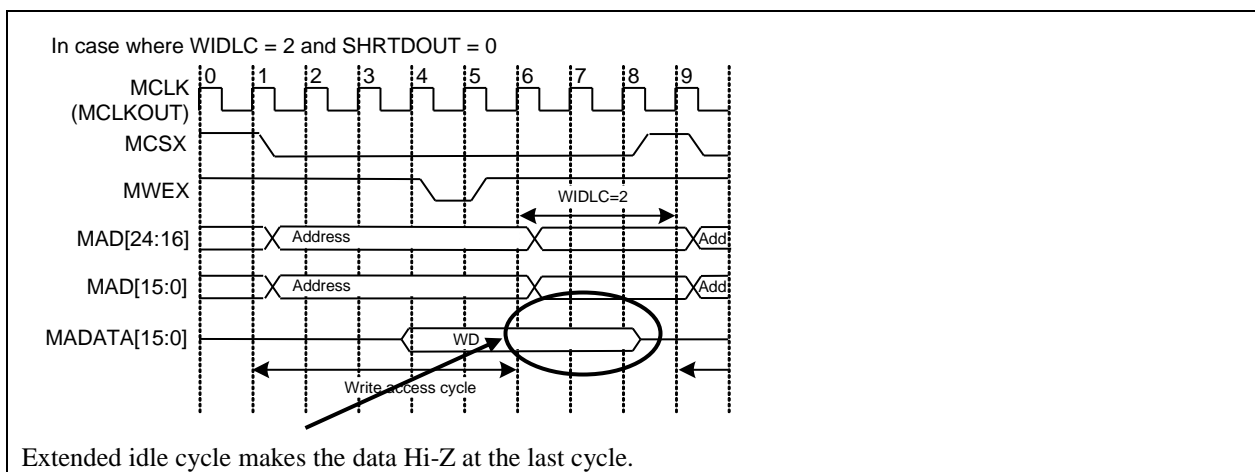 In case where WIDLC = 2 and SHRTDOUT = 0
0 1 2 3 4 5 6 7 8 9
MCLK
(MCLKOUT)
MCSX
MWEX
WIDLC=2
MAD[24:16] Address Add
MAD[15:0] Address Add
MADATA[15:0] WD
Write access cycle
Extended idle cycle makes the data Hi-Z at the last cycle.